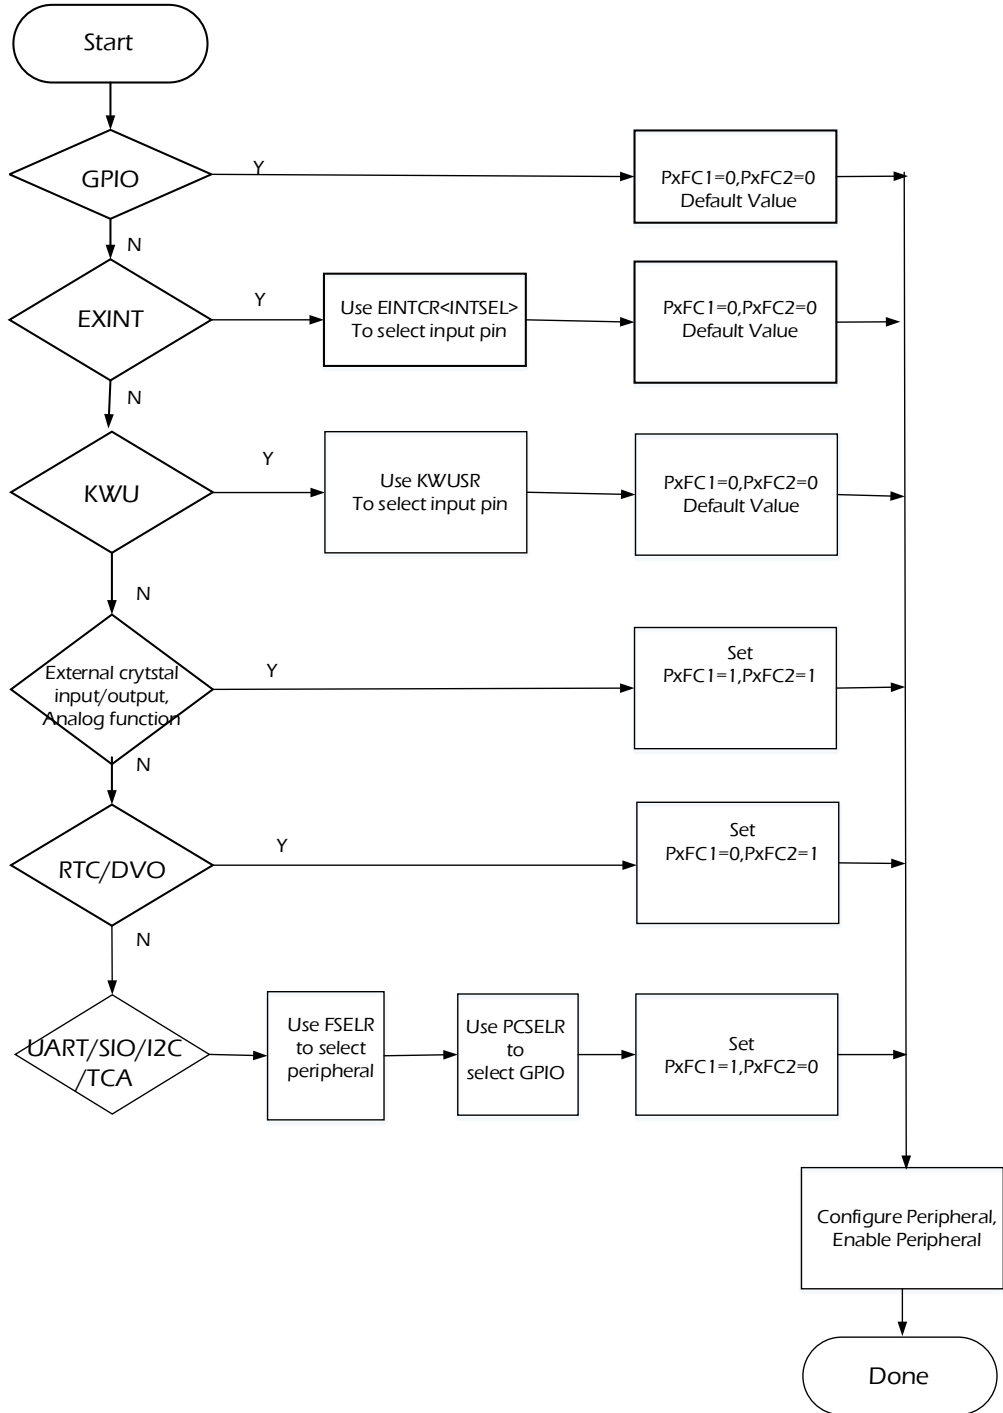 Start
GPIO
Y
PxFC1=0,PxFC2=0
Default Value
N
EXINT
Y
Use EINTCR<INTSEL>
To select input pin
PxFC1=0,PxFC2=0
Default Value
N
KWU
Y
Use KWUSR
To select input pin
PxFC1=0,PxFC2=0
Default Value
N
External crytstal
input/output,
Analog function
Y
Set
PxFC1=1,PxFC2=1
N
RTC/DVO
Y
Set
PxFC1=0,PxFC2=1
N
UART/SIO/I2C
/TCA
Use FSELR
to select
peripheral
Use PCSELR
to
select GPIO
Set
PxFC1=1,PxFC2=0
Configure Peripheral,
Enable Peripheral
Done